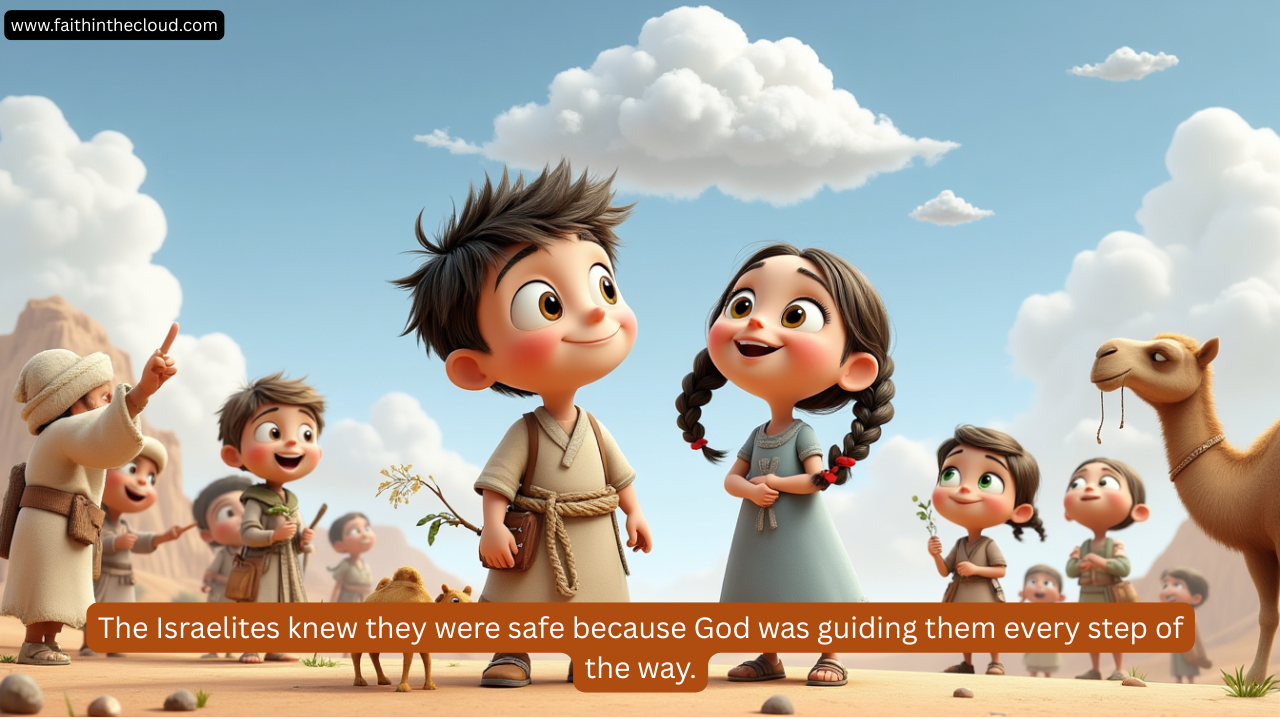 www.faithinthecloud.com
The Israelites knew they were safe because God was guiding them every step of
the way.